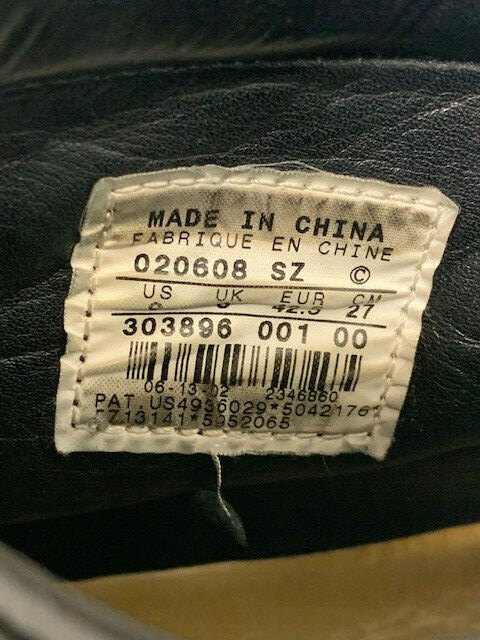 MADE IN CHINA
FABRIQUE EN CHINE
020608 SZ ©
US UK EUR CM
42.5 27
303896 001 00
06-13-02 2346860
PAT. US4936029*5042176*
5713141*5952065